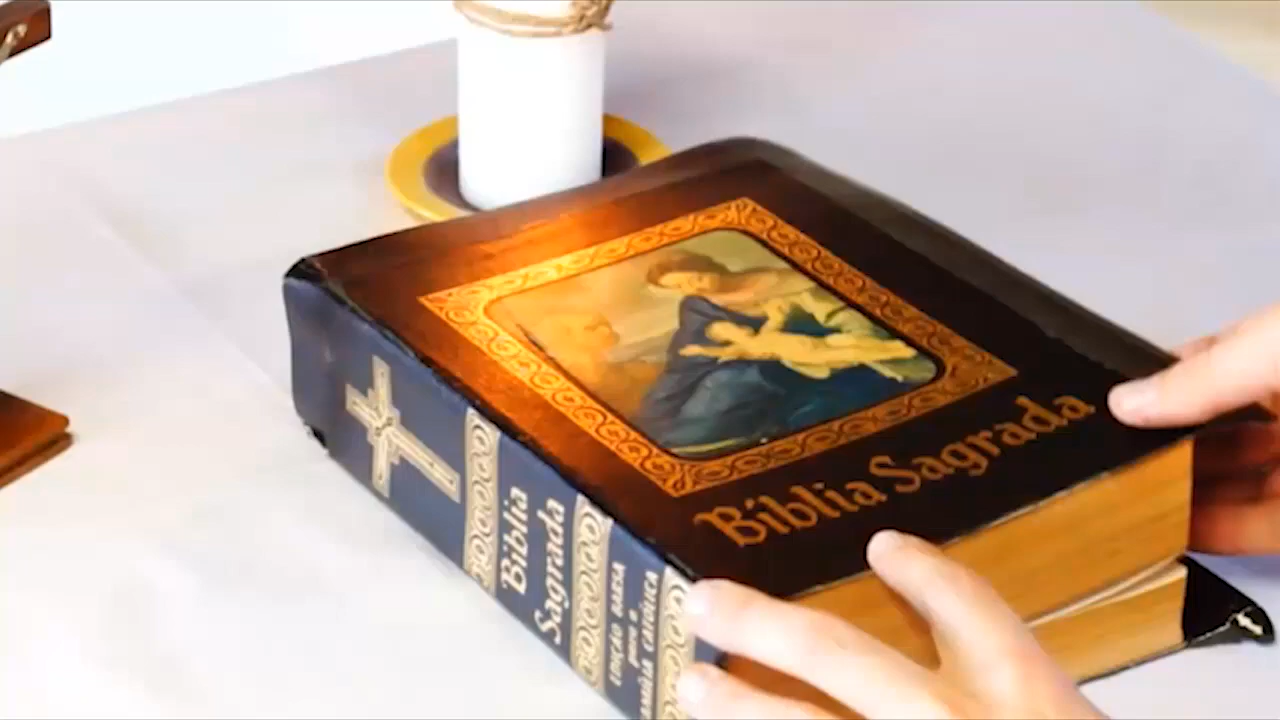 Bíblia Sagrada
Bíblia
Sagrada
EDIÇÃO BARSA
para a
FAMÍLIA CATÓLICA